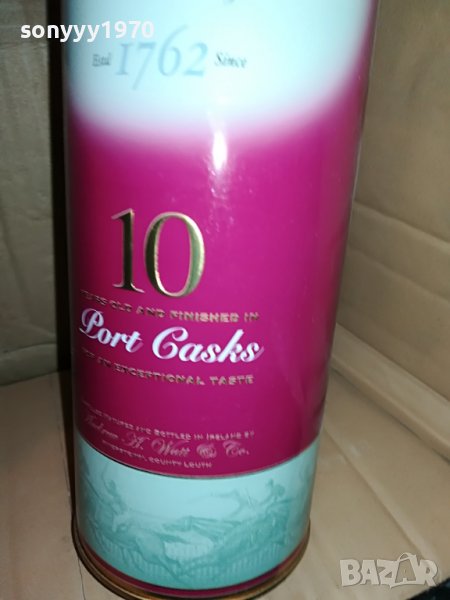 sonyyy1970
Estd 1762 Since
10
YEARS OLD AND FINISHED IN
Port Casks
AN EXCEPTIONAL TASTE
MATURED AND BOTTLED IN IRELAND BY
Andrew A. Watt & Co.
COUNTY LOUTH
BAZAR